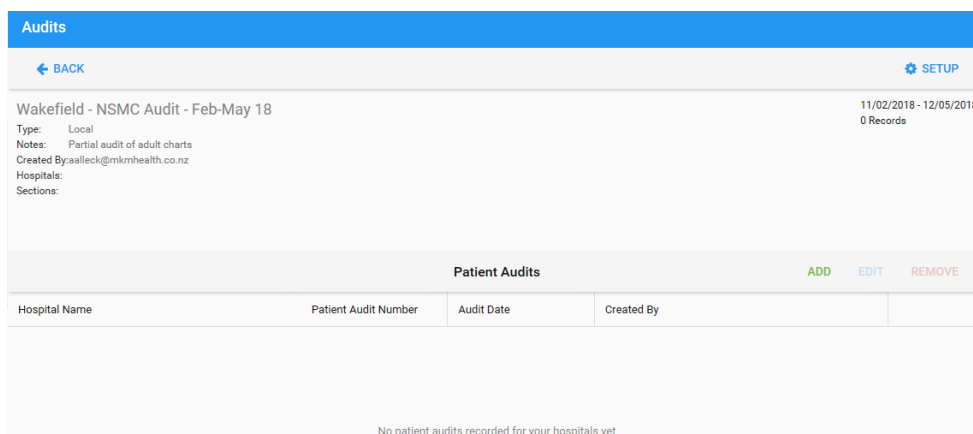 Audits
BACK
SETUP
Wakefield - NSMC Audit - Feb-May 18
11/02/2018 - 12/05/2018
0 Records
Type: Local
Notes: Partial audit of adult charts
Created By:aalleck@mkmhealth.co.nz
Hospitals:
Sections:
Patient Audits
ADD EDIT REMOVE
Hospital Name Patient Audit Number Audit Date Created By
No patient audits recorded for your hospitals yet